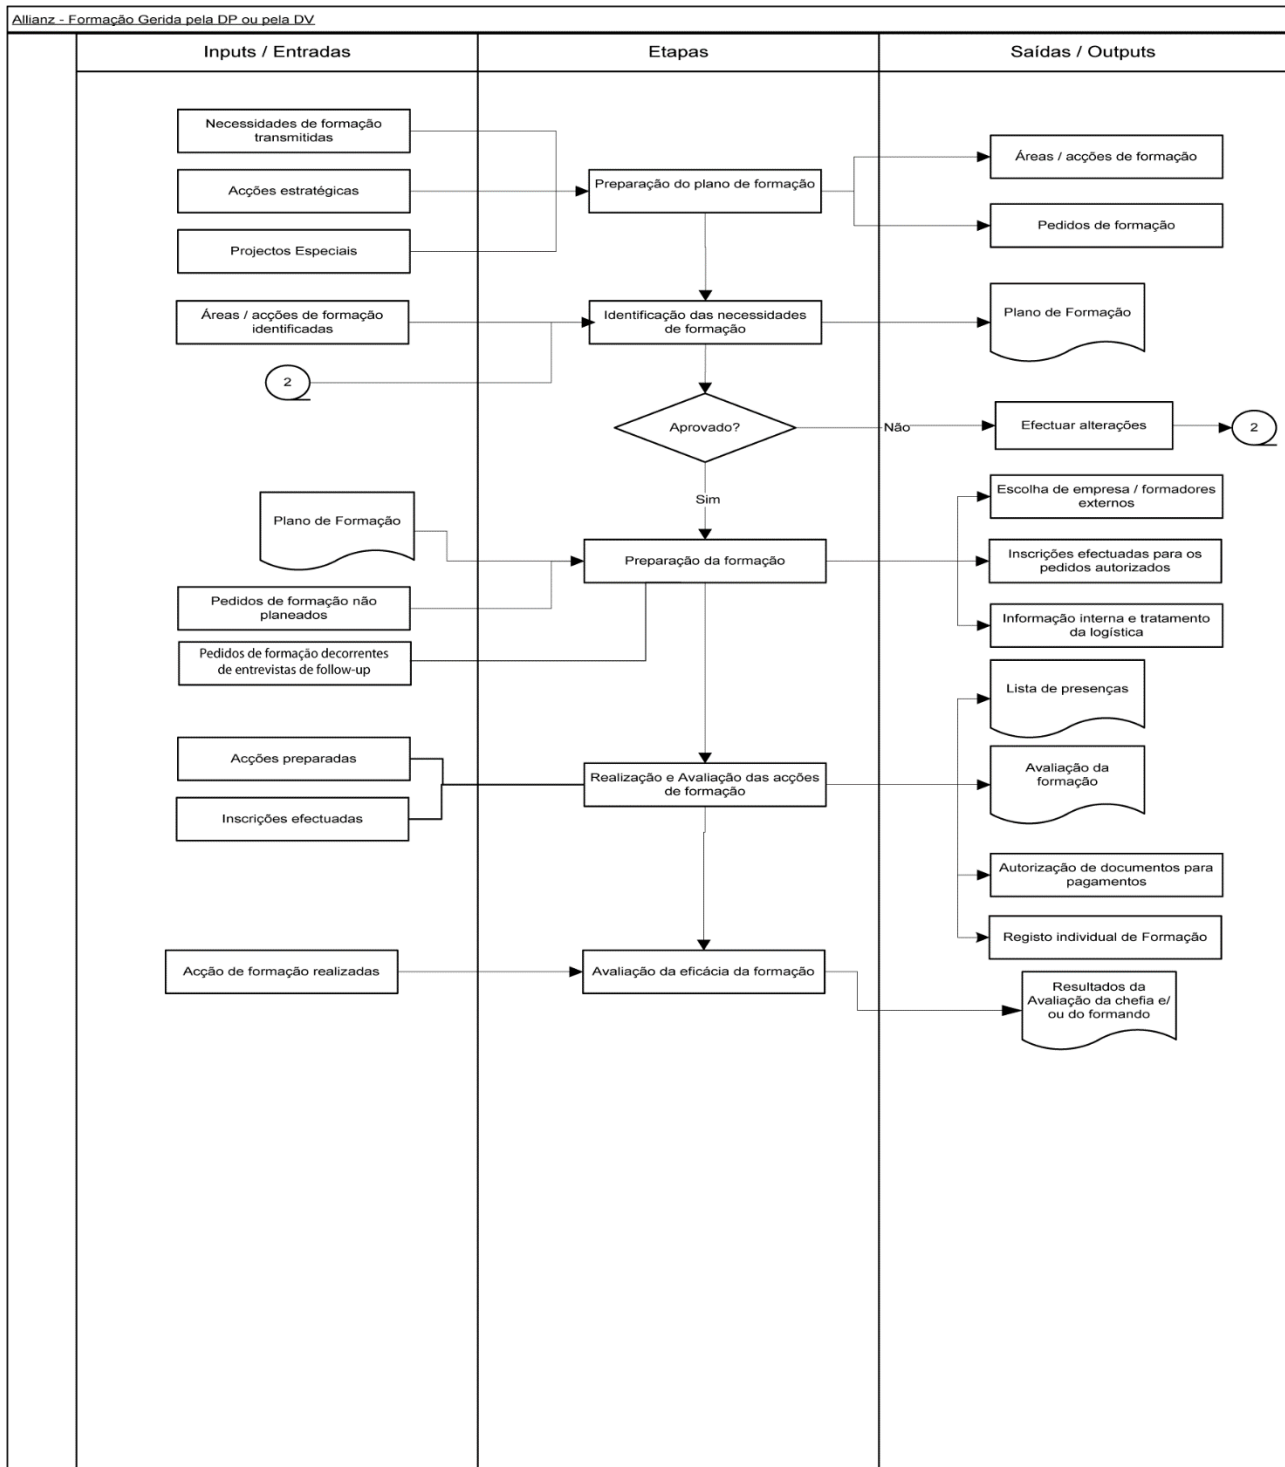 Allianz - Formação Gerida pela DP ou pela DV
Inputs / Entradas
Etapas
Saídas / Outputs
Necessidades de formação
transmitidas
Acções estratégicas
Projectos Especiais
Preparação do plano de formação
Áreas / acções de formação
Pedidos de formação
Áreas / acções de formação
identificadas
2
Identificação das necessidades
de formação
Plano de Formação
Aprovado?
Não
Efectuar alterações
2
Sim
Plano de Formação
Pedidos de formação não
planeados
Pedidos de formação decorrentes
de entrevistas de follow-up
Preparação da formação
Escolha de empresa / formadores
externos
Inscrições efectuadas para os
pedidos autorizados
Informação interna e tratamento
da logística
Acções preparadas
Inscrições efectuadas
Realização e Avaliação das acções
de formação
Lista de presenças
Avaliação da
formação
Autorização de documentos para
pagamentos
Registo individual de Formação
Acção de formação realizadas
Avaliação da eficácia da formação
Resultados da
Avaliação da chefia e/
ou do formando